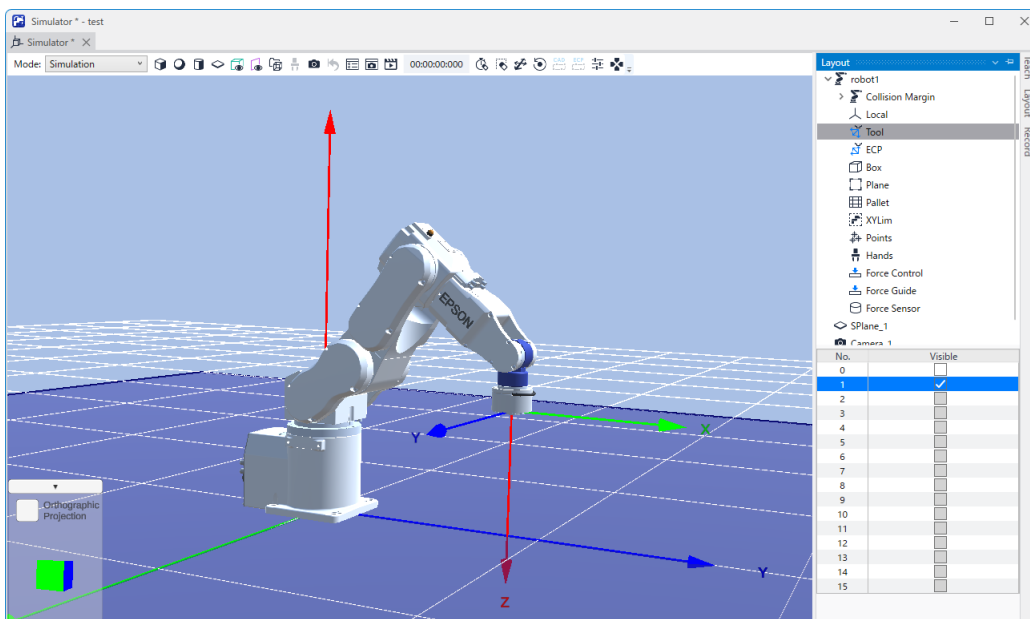 Simulator * - test
Simulator *
Mode: Simulation
00:00:00:000
CAD
ECP
Layout
robot1
Collision Margin
Local
Tool
ECP
Box
Plane
Pallet
XYLim
Points
Hands
Force Control
Force Guide
Force Sensor
SPlane_1
Camera_1
Teach
Layout
Record
No. Visible
0
1
2
3
4
5
6
7
8
9
10
11
12
13
14
15
EPSON
Y
X
Y
Z
Orthographic
Projection